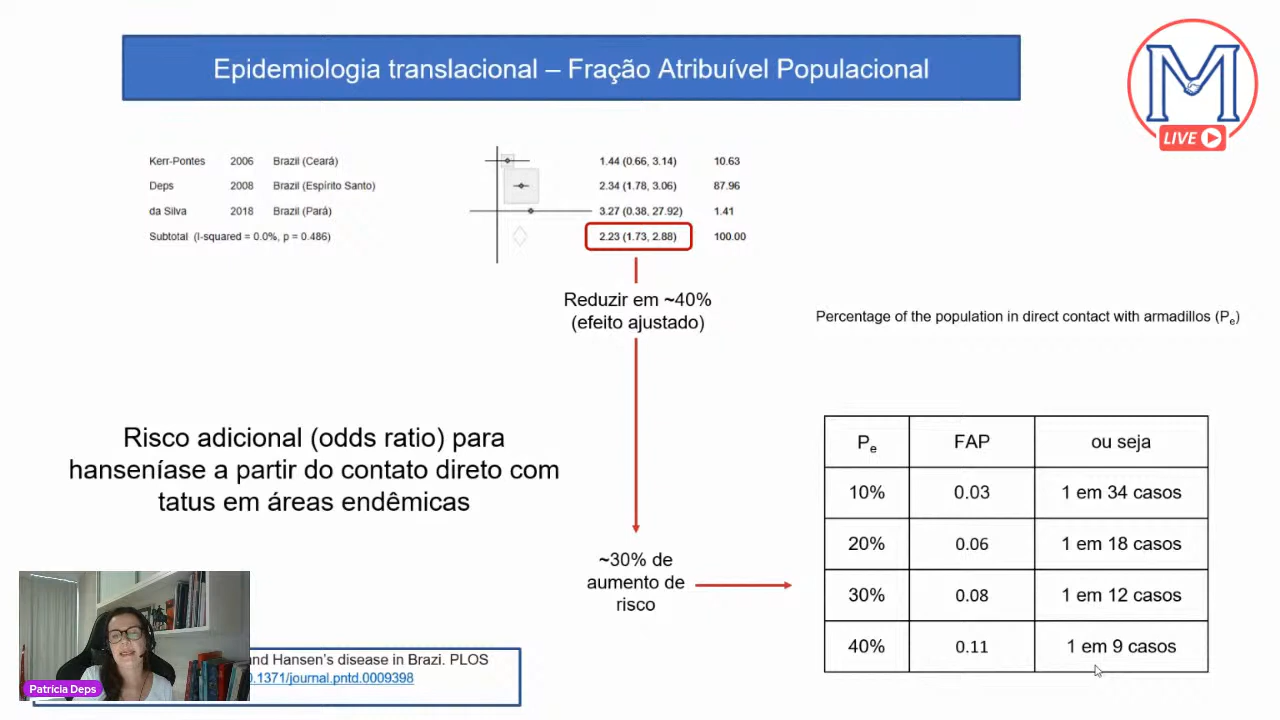 Epidemiologia translacional – Fração Atribuível Populacional
M
LIVE
Kerr-Pontes 2006 Brazil (Ceará) 1.44 (0.66, 3.14) 10.63
Deps 2008 Brazil (Espírito Santo) 2.34 (1.78, 3.06) 87.96
da Silva 2018 Brazil (Pará) 3.27 (0.38, 27.92) 1.41
Subtotal (I-squared = 0.0%, p = 0.486) 2.23 (1.73, 2.88) 100.00
Reduzir em ~40%
(efeito ajustado)
Percentage of the population in direct contact with armadillos (Pe)
Risco adicional (odds ratio) para
hanseníase a partir do contato direto com
tatus em áreas endêmicas
~30% de
aumento de
risco
Pe FAP ou seja
10% 0.03 1 em 34 casos
20% 0.06 1 em 18 casos
30% 0.08 1 em 12 casos
40% 0.11 1 em 9 casos
and Hansen's disease in Brazi. PLOS
.1371/journal.pntd.0009398
Patrícia Deps